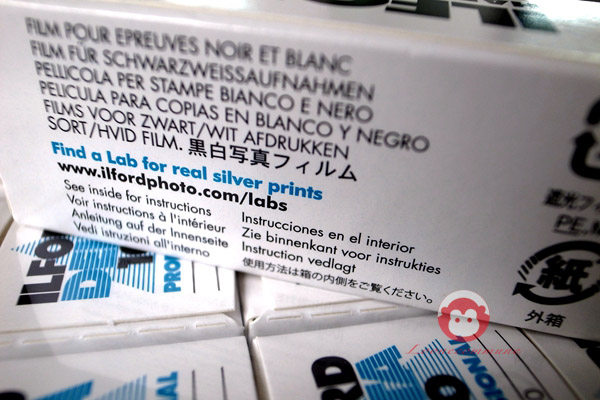 FILM POUR EPREUVES NOIR ET BLANC
FILM FÜR SCHWARZWEISSAUFNAHMEN
PELLICOLA PER STAMPE BIANCO E NERO
PELICULA PARA COPIAS EN BLANCO Y NEGRO
FILMS VOOR ZWART/WIT AFDRUKKEN
SORT/HVID FILM. 黒白写真フィルム
Find a Lab for real silver prints
www.ilfordphoto.com/labs
See inside for instructions
Voir instructions à l'intérieur
Anleitung auf der Innenseite
Vedi istruzioni all'interno
Instrucciones en el interior
Zie binnenkant voor instrukties
Instruction vedlagt
使用方法は箱の内側をご覧ください。
紙
外箱